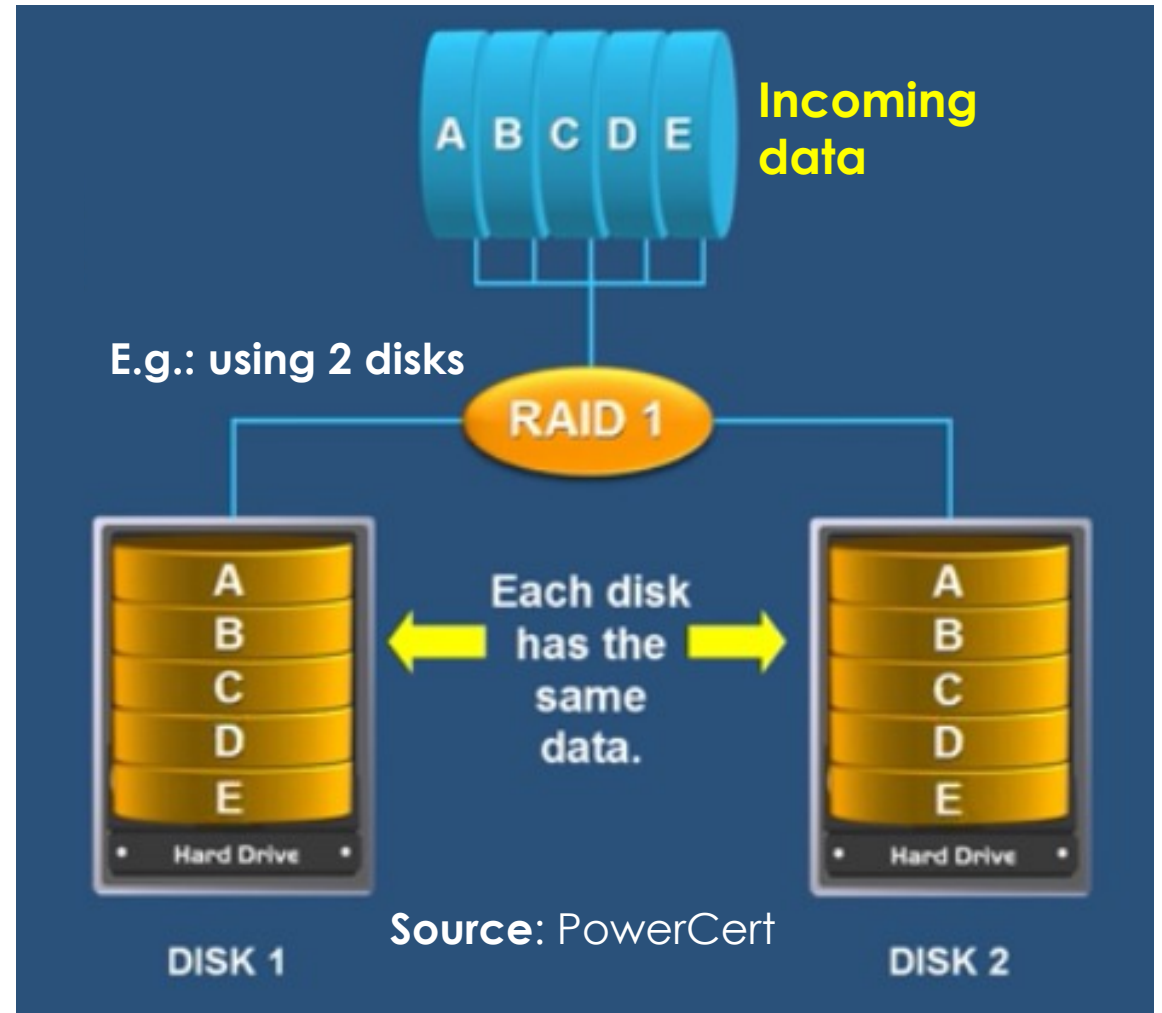 A B C D E
Incoming
data
E.g.: using 2 disks
RAID 1
A
B
C
D
E
Hard Drive
Each disk
has the
same
data.
A
B
C
D
E
Hard Drive
Source: PowerCert
DISK 1
DISK 2